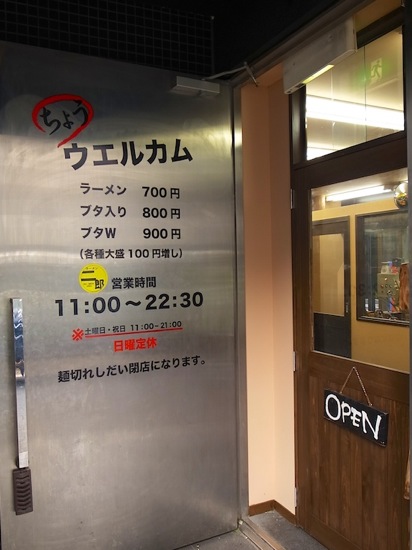 ちょう
ウエルカム
ラーメン 700円
ブタ入り 800円
ブタW 900円
（各種大盛100円増し）
二郎 営業時間
11:00～22:30
※土曜日・祝日 11:00～21:00
日曜定休
麺切れしだい閉店になります。
OPEN